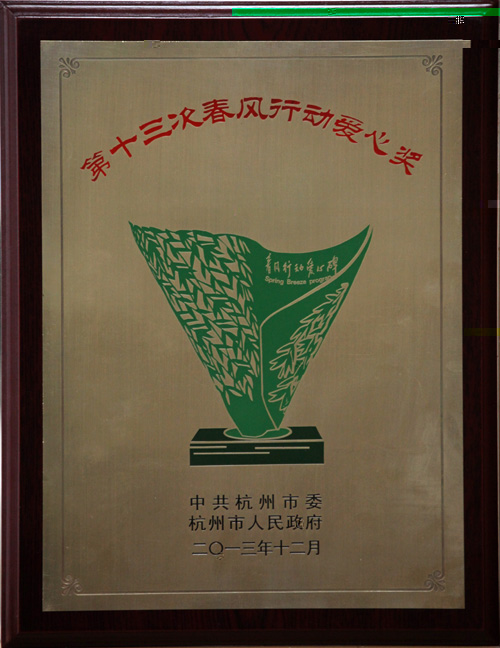 第十三次春风行动爱心奖
春风行动爱心碑
Spring Breeze program
中共杭州市委
杭州市人民政府
二〇一三年十二月